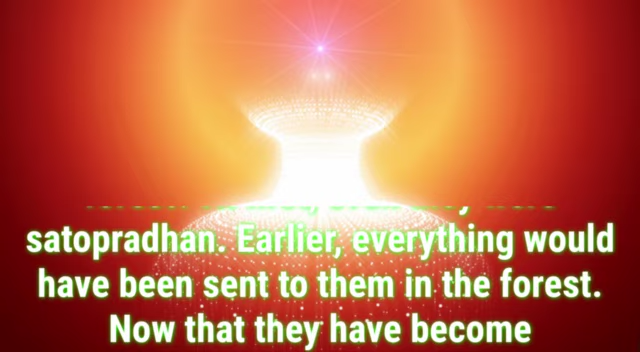 satopradhan. Earlier, everything would
have been sent to them in the forest.
Now that they have become